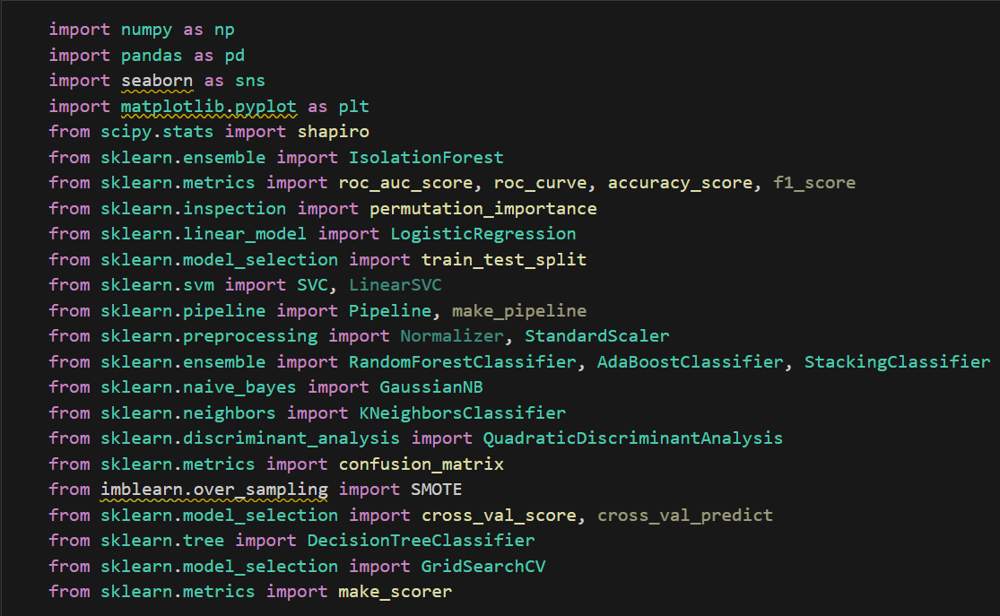 import numpy as np
import pandas as pd
import seaborn as sns
import matplotlib.pyplot as plt
from scipy.stats import shapiro
from sklearn.ensemble import IsolationForest
from sklearn.metrics import roc_auc_score, roc_curve, accuracy_score, f1_score
from sklearn.inspection import permutation_importance
from sklearn.linear_model import LogisticRegression
from sklearn.model_selection import train_test_split
from sklearn.svm import SVC, LinearSVC
from sklearn.pipeline import Pipeline, make_pipeline
from sklearn.preprocessing import Normalizer, StandardScaler
from sklearn.ensemble import RandomForestClassifier, AdaBoostClassifier, StackingClassifier
from sklearn.naive_bayes import GaussianNB
from sklearn.neighbors import KNeighborsClassifier
from sklearn.discriminant_analysis import QuadraticDiscriminantAnalysis
from sklearn.metrics import confusion_matrix
from imblearn.over_sampling import SMOTE
from sklearn.model_selection import cross_val_score, cross_val_predict
from sklearn.tree import DecisionTreeClassifier
from sklearn.model_selection import GridSearchCV
from sklearn.metrics import make_scorer